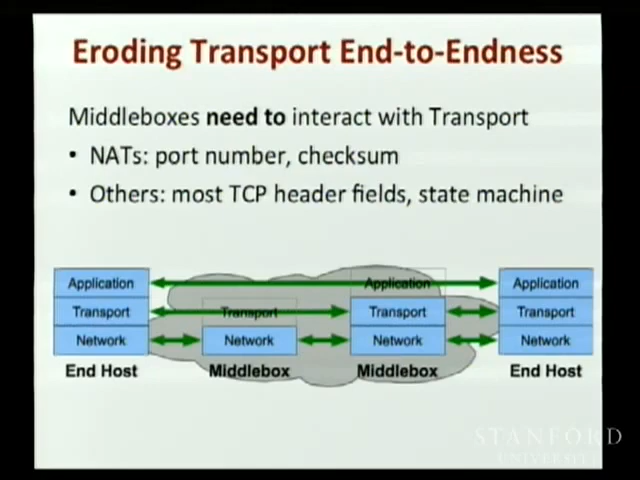 Eroding Transport End-to-Endness
Middleboxes need to interact with Transport
• NATs: port number, checksum
• Others: most TCP header fields, state machine
Application Application Application
Transport Transport Transport Transport
Network Network Network Network
End Host Middlebox Middlebox End Host
STANFORD
UNIVERSITY